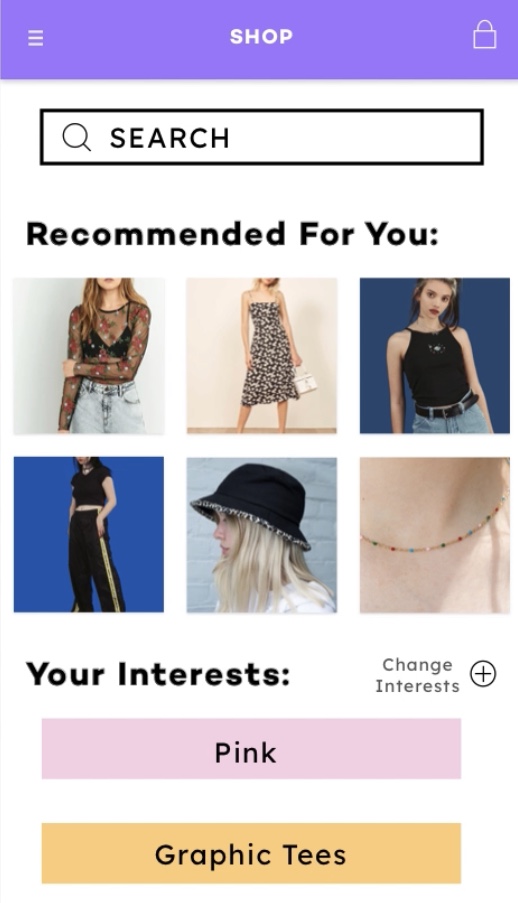 SHOP
SEARCH
Recommended For You:
Your Interests:
Change
Interests
Pink
Graphic Tees